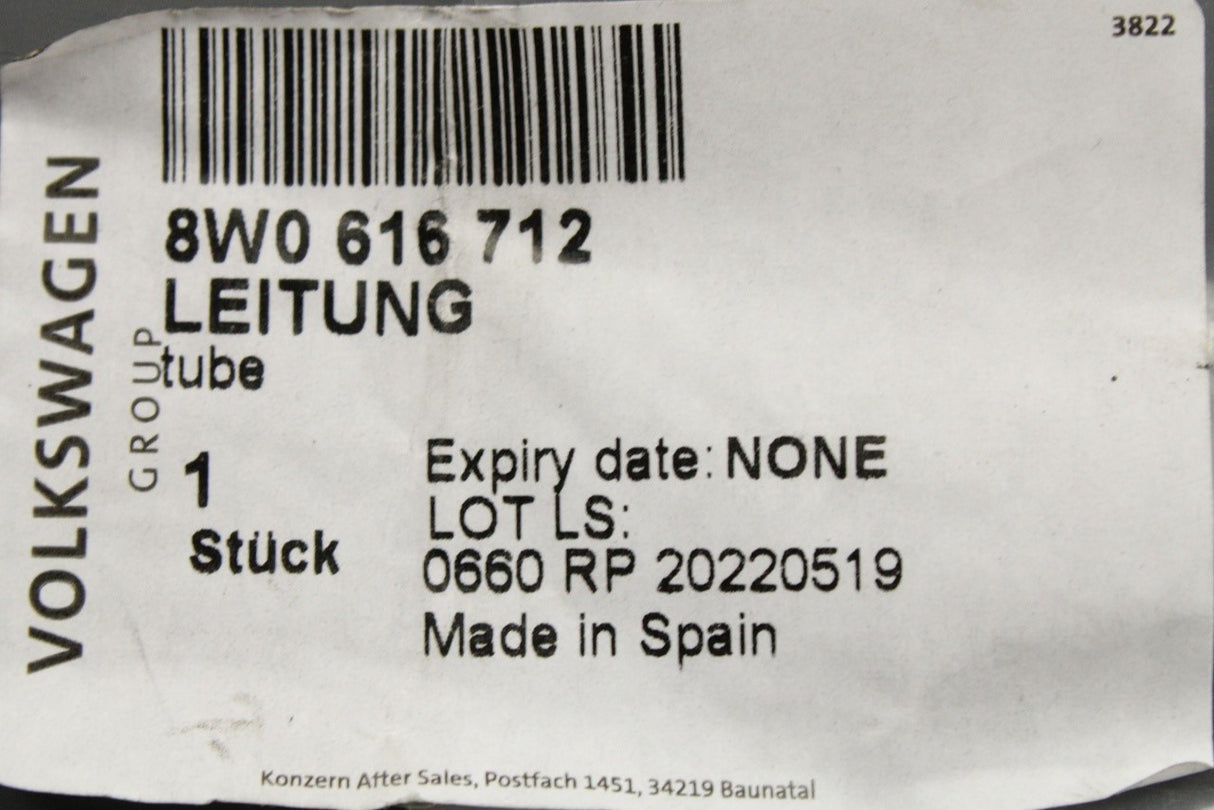 3822
8W0 616 712
LEITUNG
tube
VOLKSWAGEN
GROUP
1
Stück
Expiry date: NONE
LOT LS:
0660 RP 20220519
Made in Spain
Konzern After Sales, Postfach 1451, 34219 Baunatal